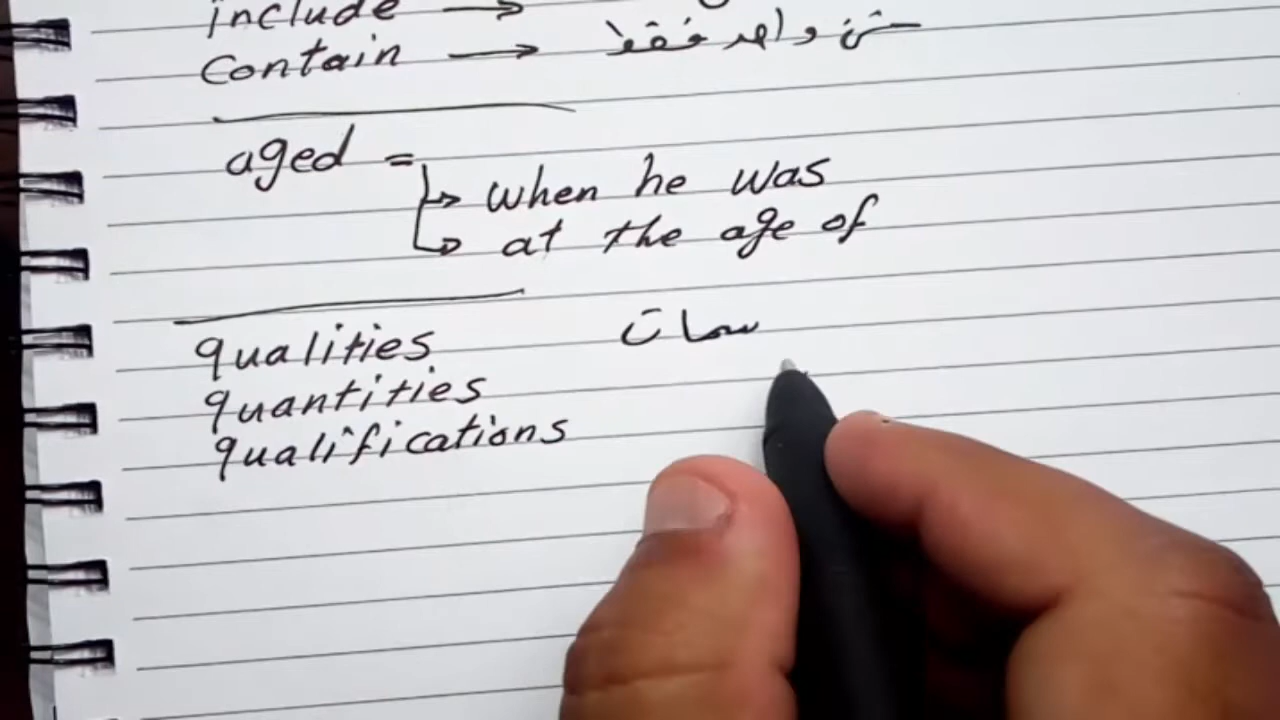 include →
contain → شئ واحد فقط
aged = → when he was
→ at the age of
qualities سمات
quantities
qualifications